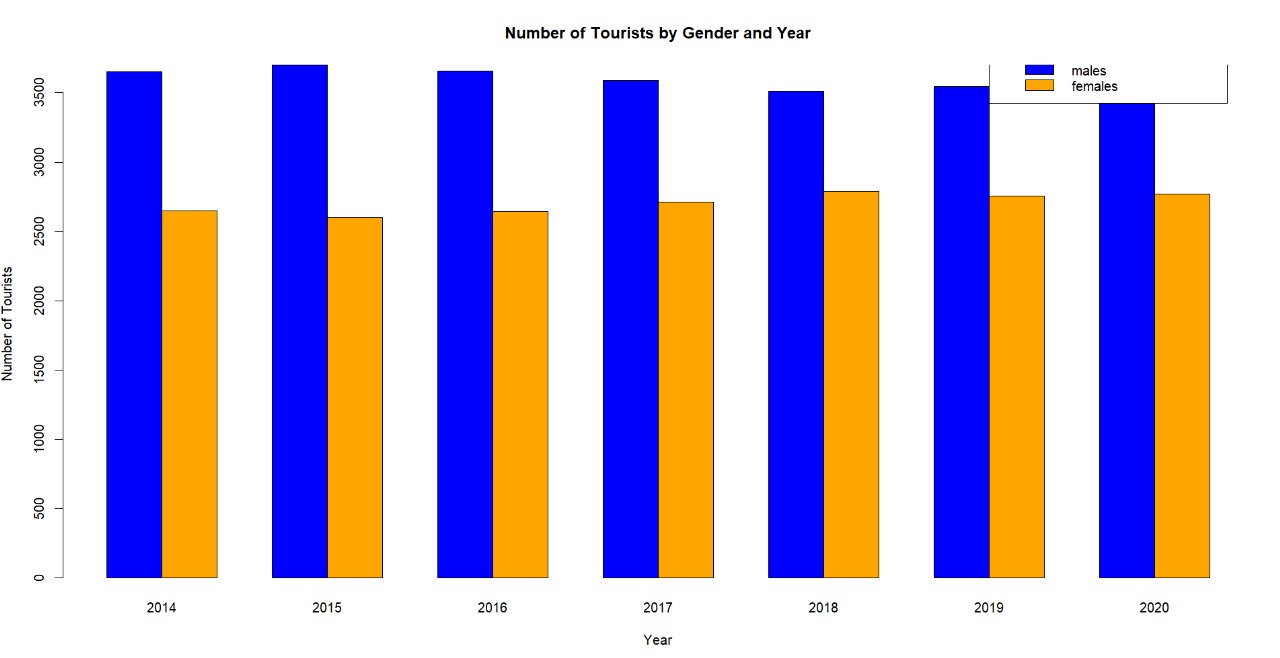 Number of Tourists by Gender and Year
males
females
Number of Tourists
3500
3000
2500
2000
1500
1000
500
0
2014 2015 2016 2017 2018 2019 2020
Year